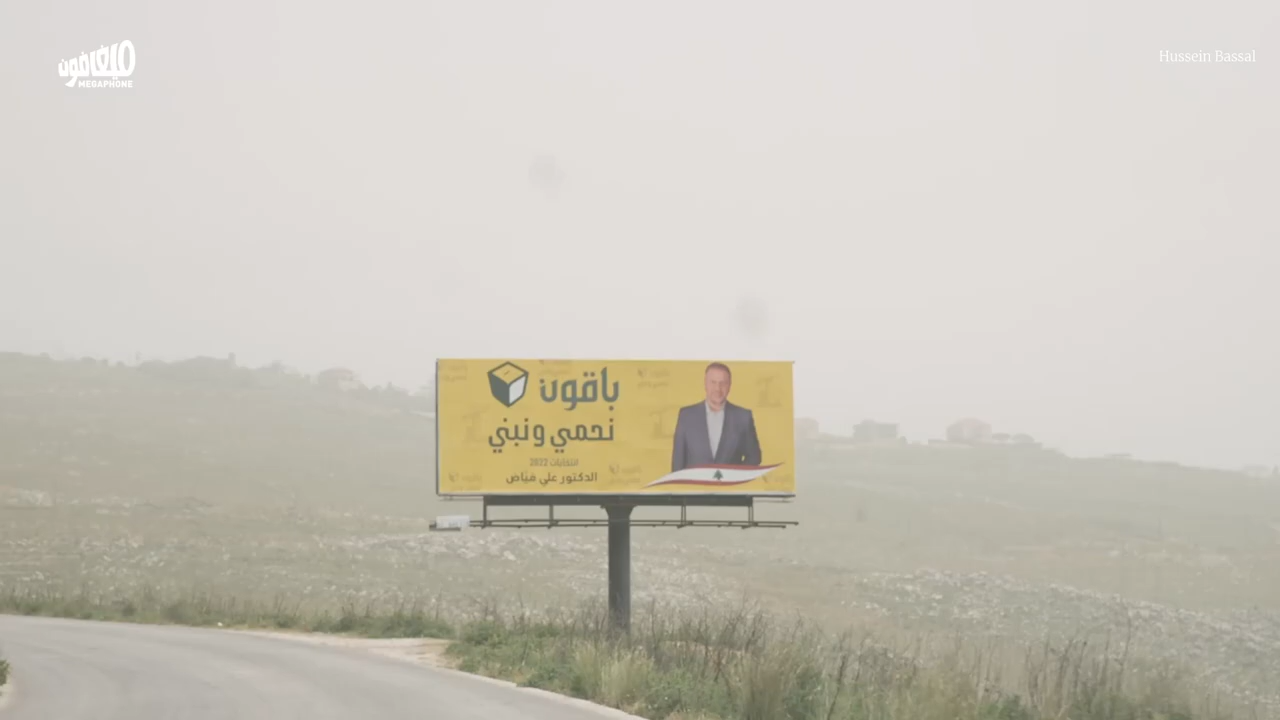 ميغافون
MEGAPHONE
Hussein Bassal
باقون
نحمي ونبني
انتخابات 2022
الدكتور علي فياض